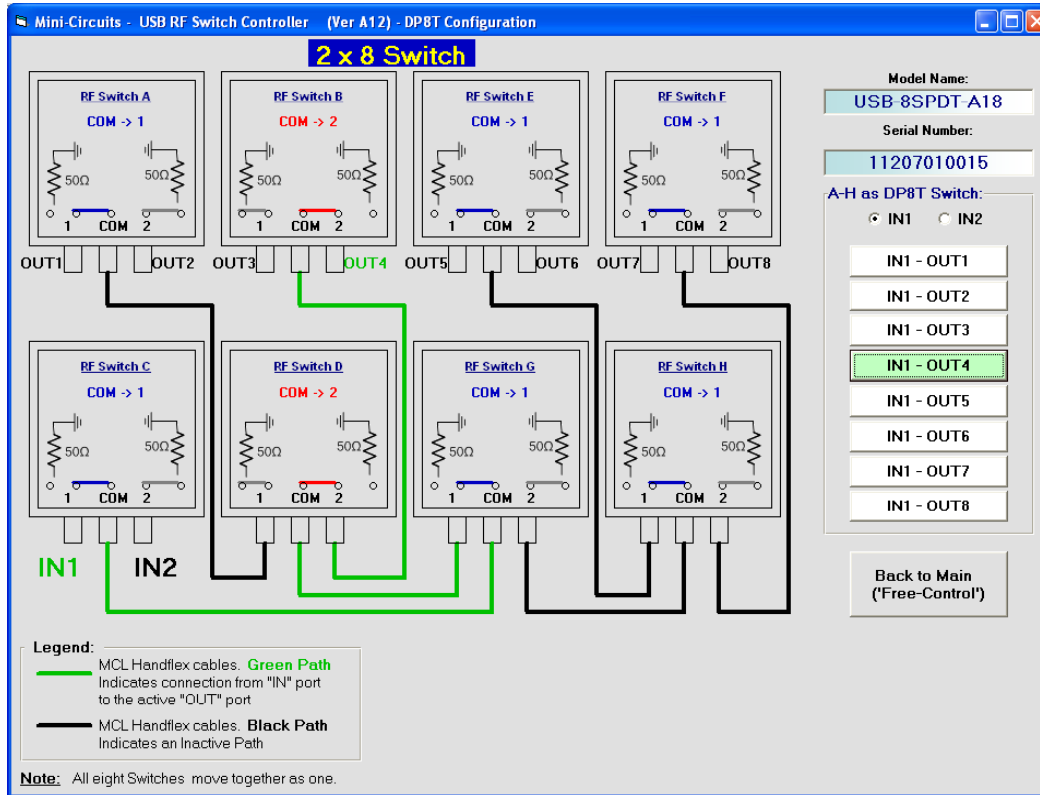 Mini-Circuits - USB RF Switch Controller (Ver A12) - DP8T Configuration
2 x 8 Switch
RF Switch A
COM -> 1
50Ω 50Ω
1 COM 2
OUT1 OUT2
RF Switch B
COM -> 2
50Ω 50Ω
1 COM 2
OUT3 OUT4
RF Switch E
COM -> 1
50Ω 50Ω
1 COM 2
OUT5 OUT6
RF Switch F
COM -> 1
50Ω 50Ω
1 COM 2
OUT7 OUT8
RF Switch C
COM -> 1
50Ω 50Ω
1 COM 2
IN1 IN2
RF Switch D
COM -> 2
50Ω 50Ω
1 COM 2
RF Switch G
COM -> 1
50Ω 50Ω
1 COM 2
RF Switch H
COM -> 1
50Ω 50Ω
1 COM 2
Model Name:
USB-8SPDT-A18
Serial Number:
11207010015
A-H as DP8T Switch:
IN1 IN2
IN1 - OUT1
IN1 - OUT2
IN1 - OUT3
IN1 - OUT4
IN1 - OUT5
IN1 - OUT6
IN1 - OUT7
IN1 - OUT8
Back to Main
('Free-Control')
Legend:
MCL Handflex cables. Green Path
Indicates connection from "IN" port
to the active "OUT" port
MCL Handflex cables. Black Path
Indicates an Inactive Path
Note: All eight Switches move together as one.